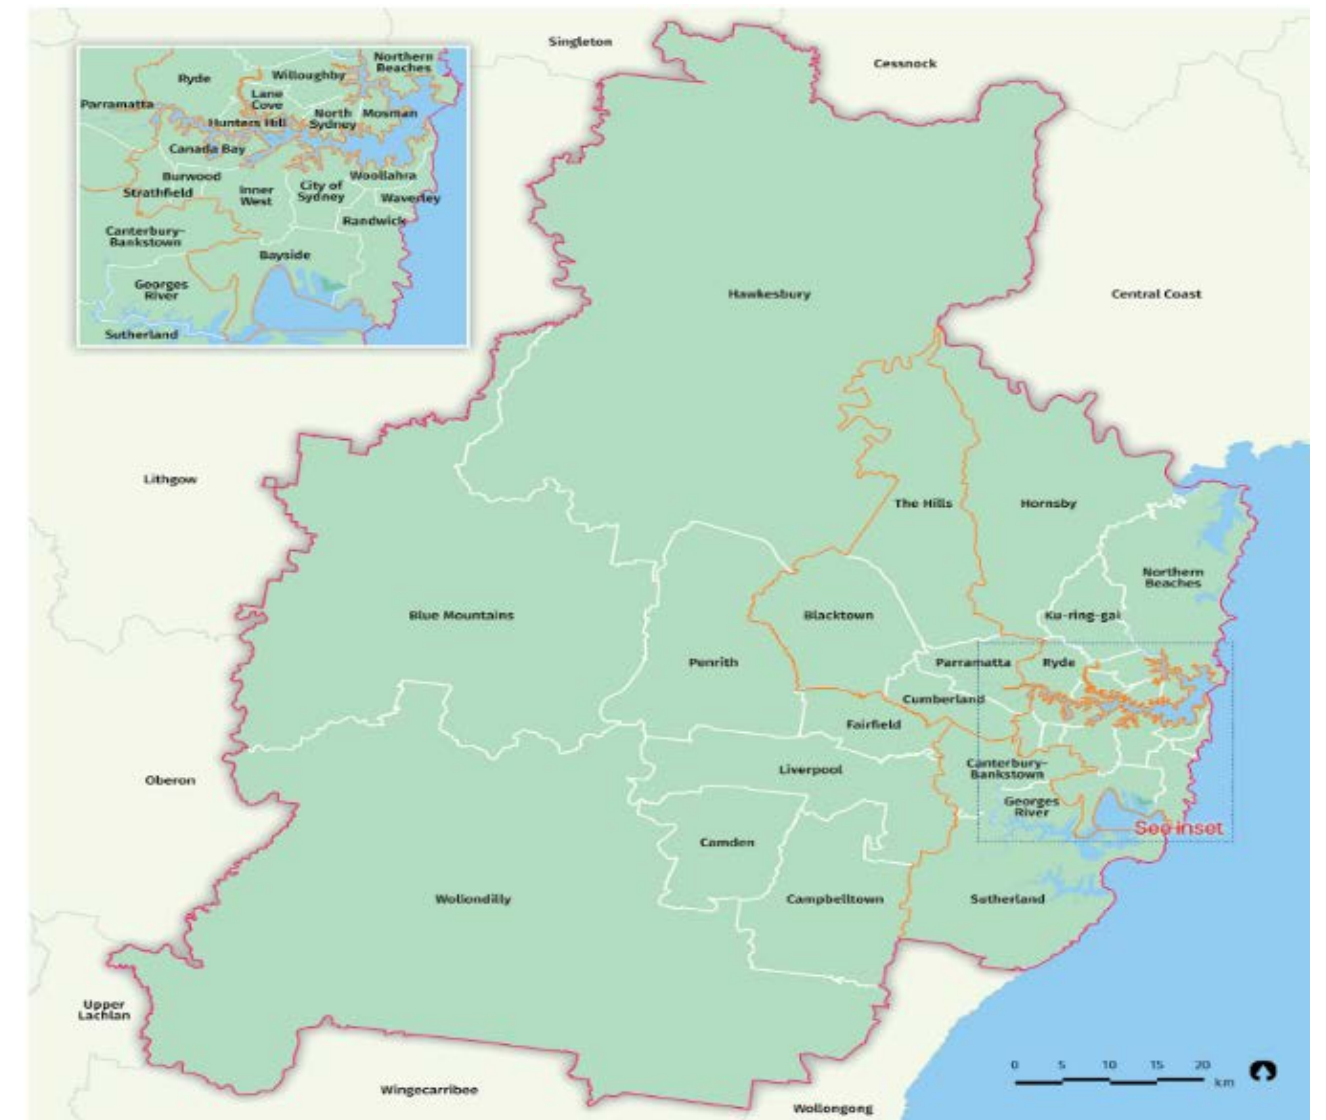 Singleton
Cessnock
Northern
Beaches
Ryde
Willoughby
Lane
Cove
Parramatta
Hunters Hill
North
Sydney
Mosman
Canada Bay
Burwood
Strathfield
Inner
West
City of
Sydney
Woollahra
Waverley
Randwick
Canterbury-
Bankstown
Bayside
Georges
River
Sutherland
Hawkesbury
Central Coast
Lithgow
The Hills
Hornsby
Northern
Beaches
Blue Mountains
Blacktown
Ku-ring-gai
Penrith
Parramatta
Ryde
Cumberland
Fairfield
Oberon
Liverpool
Canterbury-
Bankstown
Georges
River
See inset
Camden
Wollondilly
Campbelltown
Sutherland
Upper
Lachlan
Wingecarribee
Wollongong
0 5 10 15 20
km